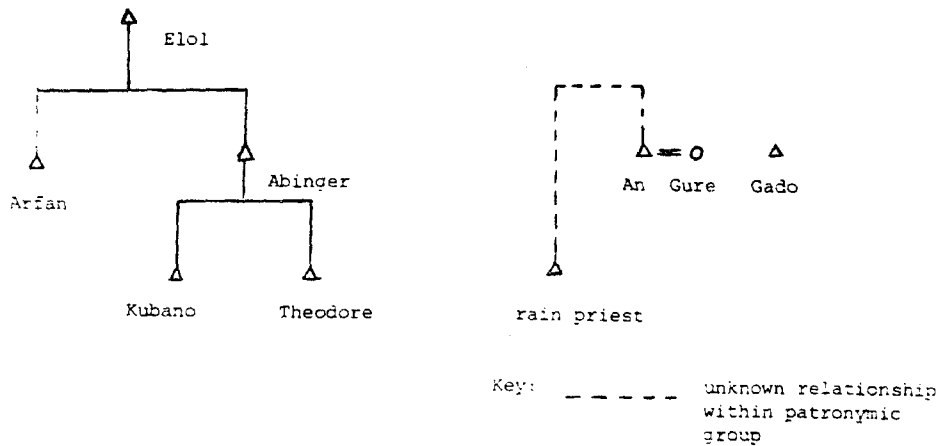 Elol
An Gure Gado
Abinger
Arfan
Kubano Theodore rain priest
Key: unknown relationship
within patronymic
group